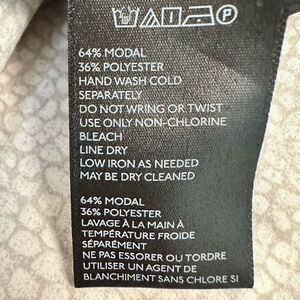 64% MODAL
36% POLYESTER
HAND WASH COLD
SEPARATELY
DO NOT WRING OR TWIST
USE ONLY NON-CHLORINE
BLEACH
LINE DRY
LOW IRON AS NEEDED
MAY BE DRY CLEANED
64% MODAL
36% POLYESTER
LAVAGE À LA MAIN À
TEMPÉRATURE FROIDE
SÉPARÉMENT
NE PAS ESSORER OU TORDRE
UTILISER UN AGENT DE
BLANCHIMENT SANS CHLORE SI